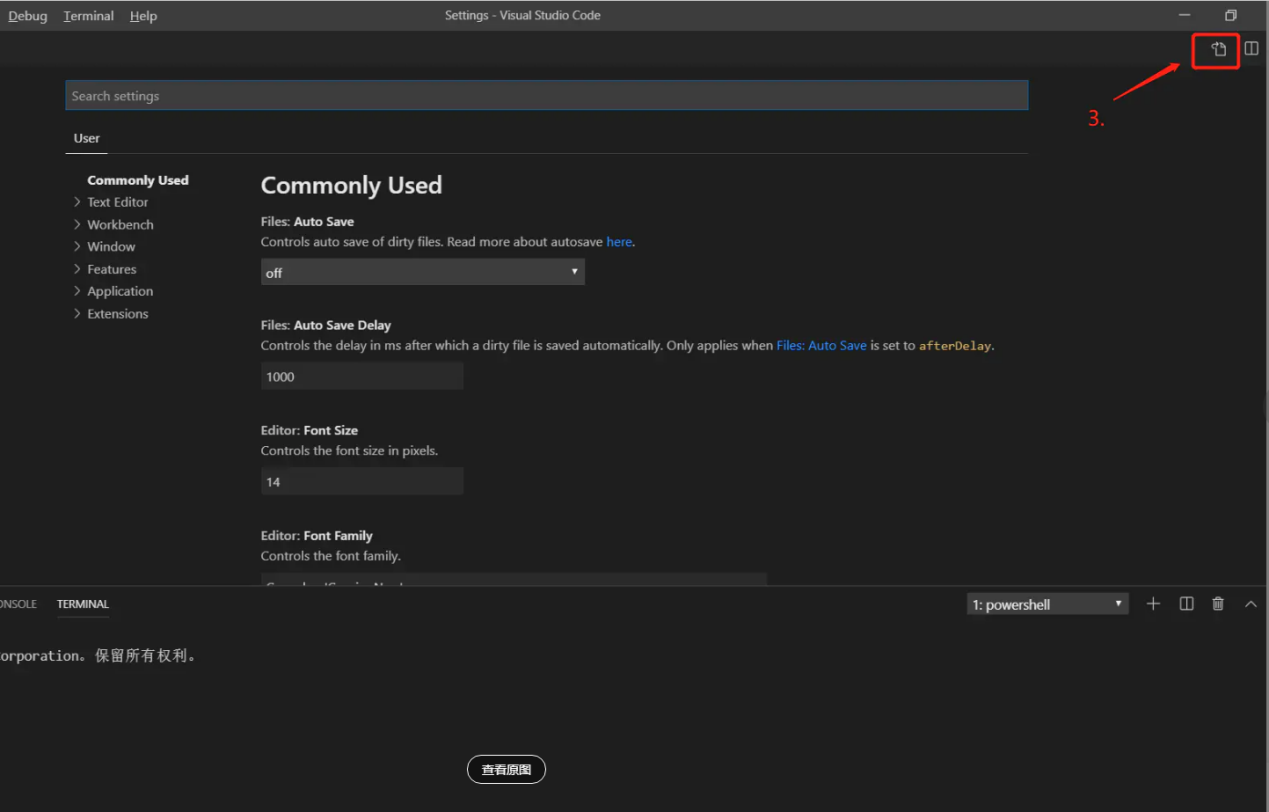 Debug Terminal Help Settings - Visual Studio Code
3.
Search settings
User
Commonly Used
Text Editor
Workbench
Window
Features
Application
Extensions
Commonly Used
Files: Auto Save
Controls auto save of dirty files. Read more about autosave here.
off
Files: Auto Save Delay
Controls the delay in ms after which a dirty file is saved automatically. Only applies when Files: Auto Save is set to afterDelay.
1000
Editor: Font Size
Controls the font size in pixels.
14
Editor: Font Family
Controls the font family.
ONSOLE TERMINAL 1: powershell
orporation。保留所有权利。
查看原图